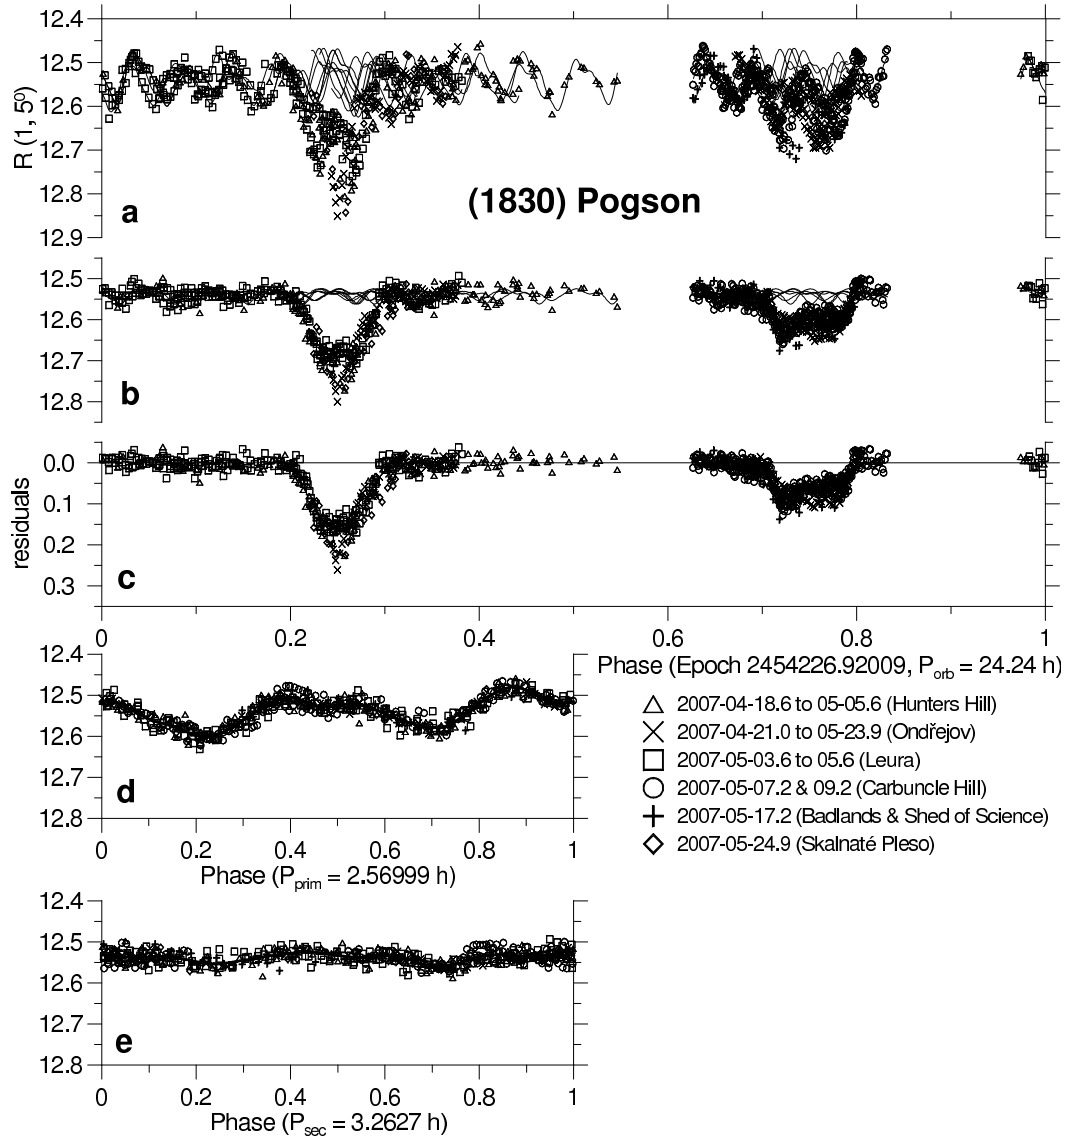 12.4
12.5
12.6
12.7
12.8
12.9
R (1, 5⁰)
a
(1830) Pogson
12.5
12.6
12.7
12.8
b
0.0
0.1
0.2
0.3
residuals
c
0 0.2 0.4 0.6 0.8 1
Phase (Epoch 2454226.92009, P_orb = 24.24 h)
12.4
12.5
12.6
12.7
12.8
d
0 0.2 0.4 0.6 0.8 1
Phase (P_prim = 2.56999 h)
2007-04-18.6 to 05-05.6 (Hunters Hill)
2007-04-21.0 to 05-23.9 (Ondřejov)
2007-05-03.6 to 05.6 (Leura)
2007-05-07.2 & 09.2 (Carbuncle Hill)
2007-05-17.2 (Badlands & Shed of Science)
2007-05-24.9 (Skalnaté Pleso)
12.4
12.5
12.6
12.7
12.8
e
0 0.2 0.4 0.6 0.8 1
Phase (P_sec = 3.2627 h)